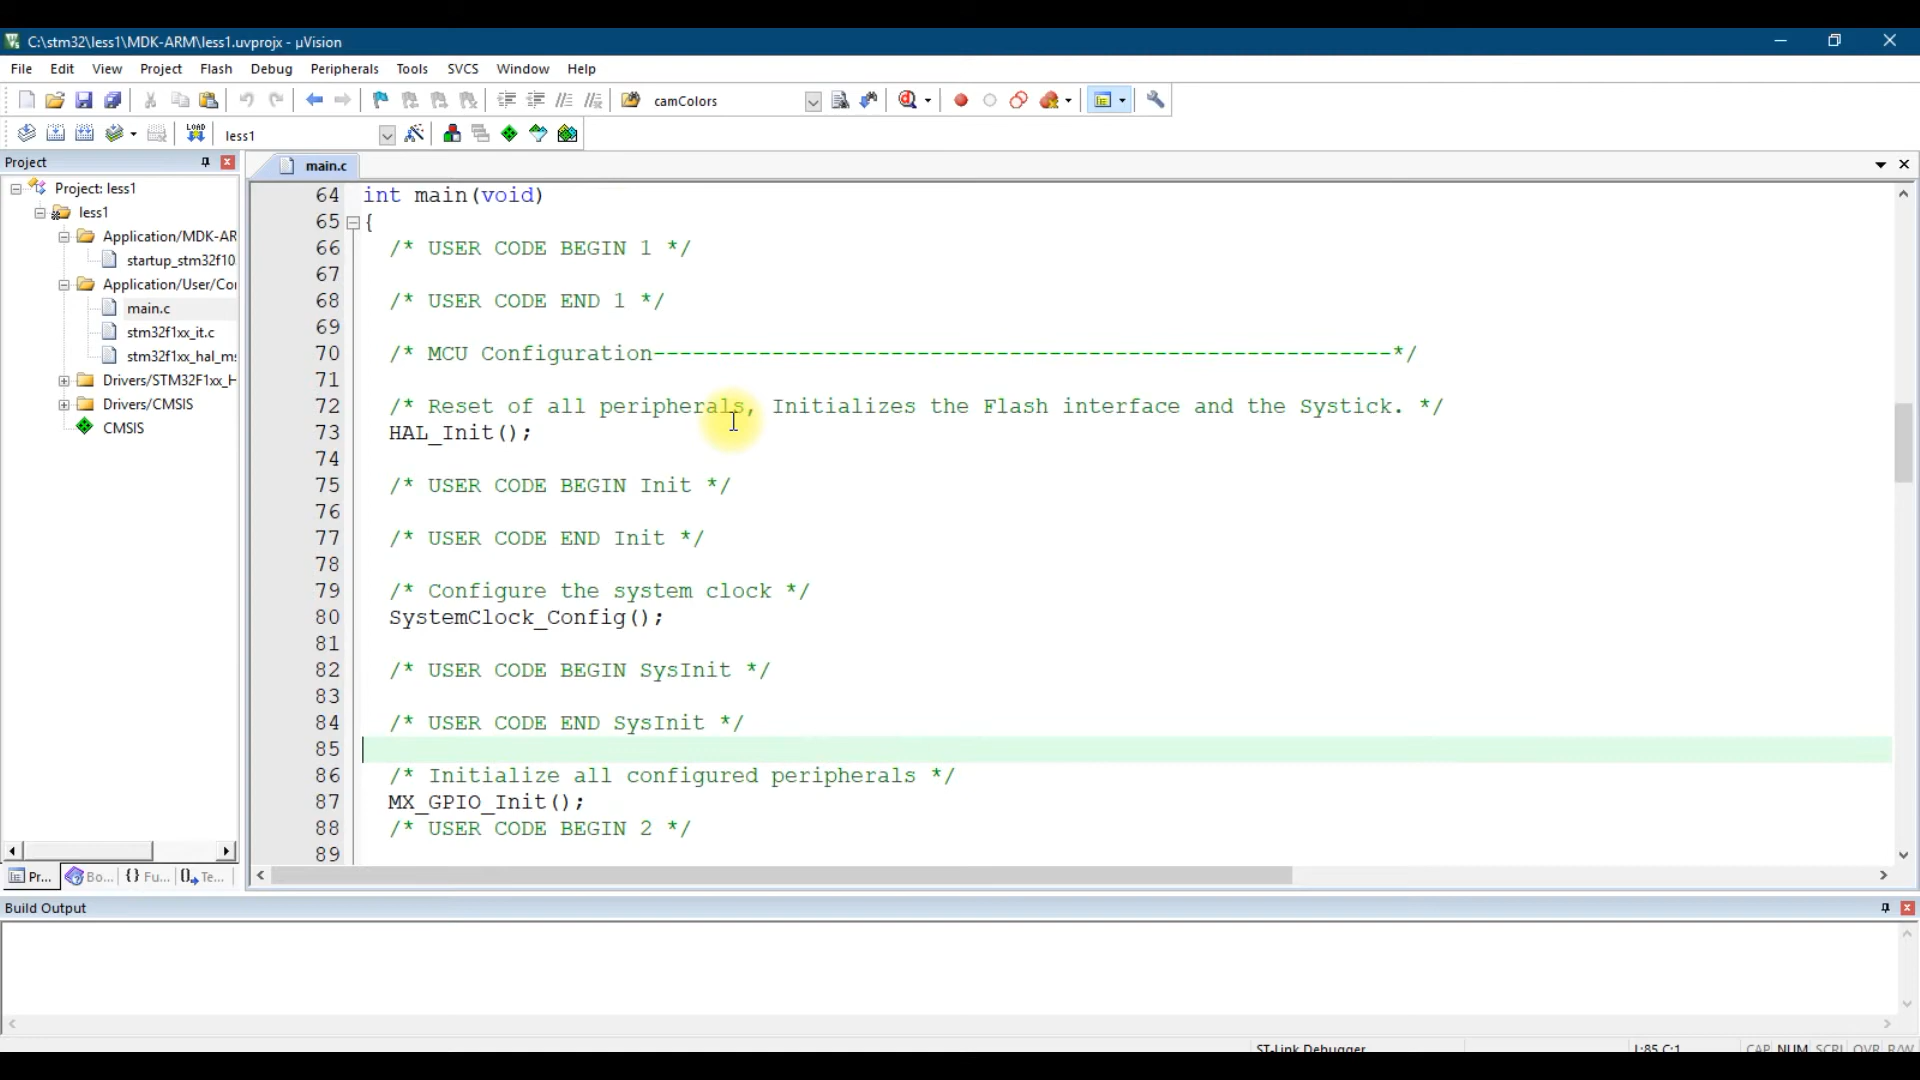 C:\stm32\less1\MDK-ARM\less1.uvprojx - µVision
File Edit View Project Flash Debug Peripherals Tools SVCS Window Help
camColors
LOAD less1
Project
Project: less1
less1
Application/MDK-AR
startup_stm32f10
Application/User/Co
main.c
stm32f1xx_it.c
stm32f1xx_hal_m
Drivers/STM32F1xx_H
Drivers/CMSIS
CMSIS
Pr... Bo... {} Fu... Te...
main.c
64 int main(void)
65 {
66 /* USER CODE BEGIN 1 */
67
68 /* USER CODE END 1 */
69
70 /* MCU Configuration--------------------------------------------------------*/
71
72 /* Reset of all peripherals, Initializes the Flash interface and the Systick. */
73 HAL_Init();
74
75 /* USER CODE BEGIN Init */
76
77 /* USER CODE END Init */
78
79 /* Configure the system clock */
80 SystemClock_Config();
81
82 /* USER CODE BEGIN SysInit */
83
84 /* USER CODE END SysInit */
85
86 /* Initialize all configured peripherals */
87 MX_GPIO_Init();
88 /* USER CODE BEGIN 2 */
89
Build Output
ST-Link Debugger L:85 C:1 CAP NUM SCRL OVR R/W